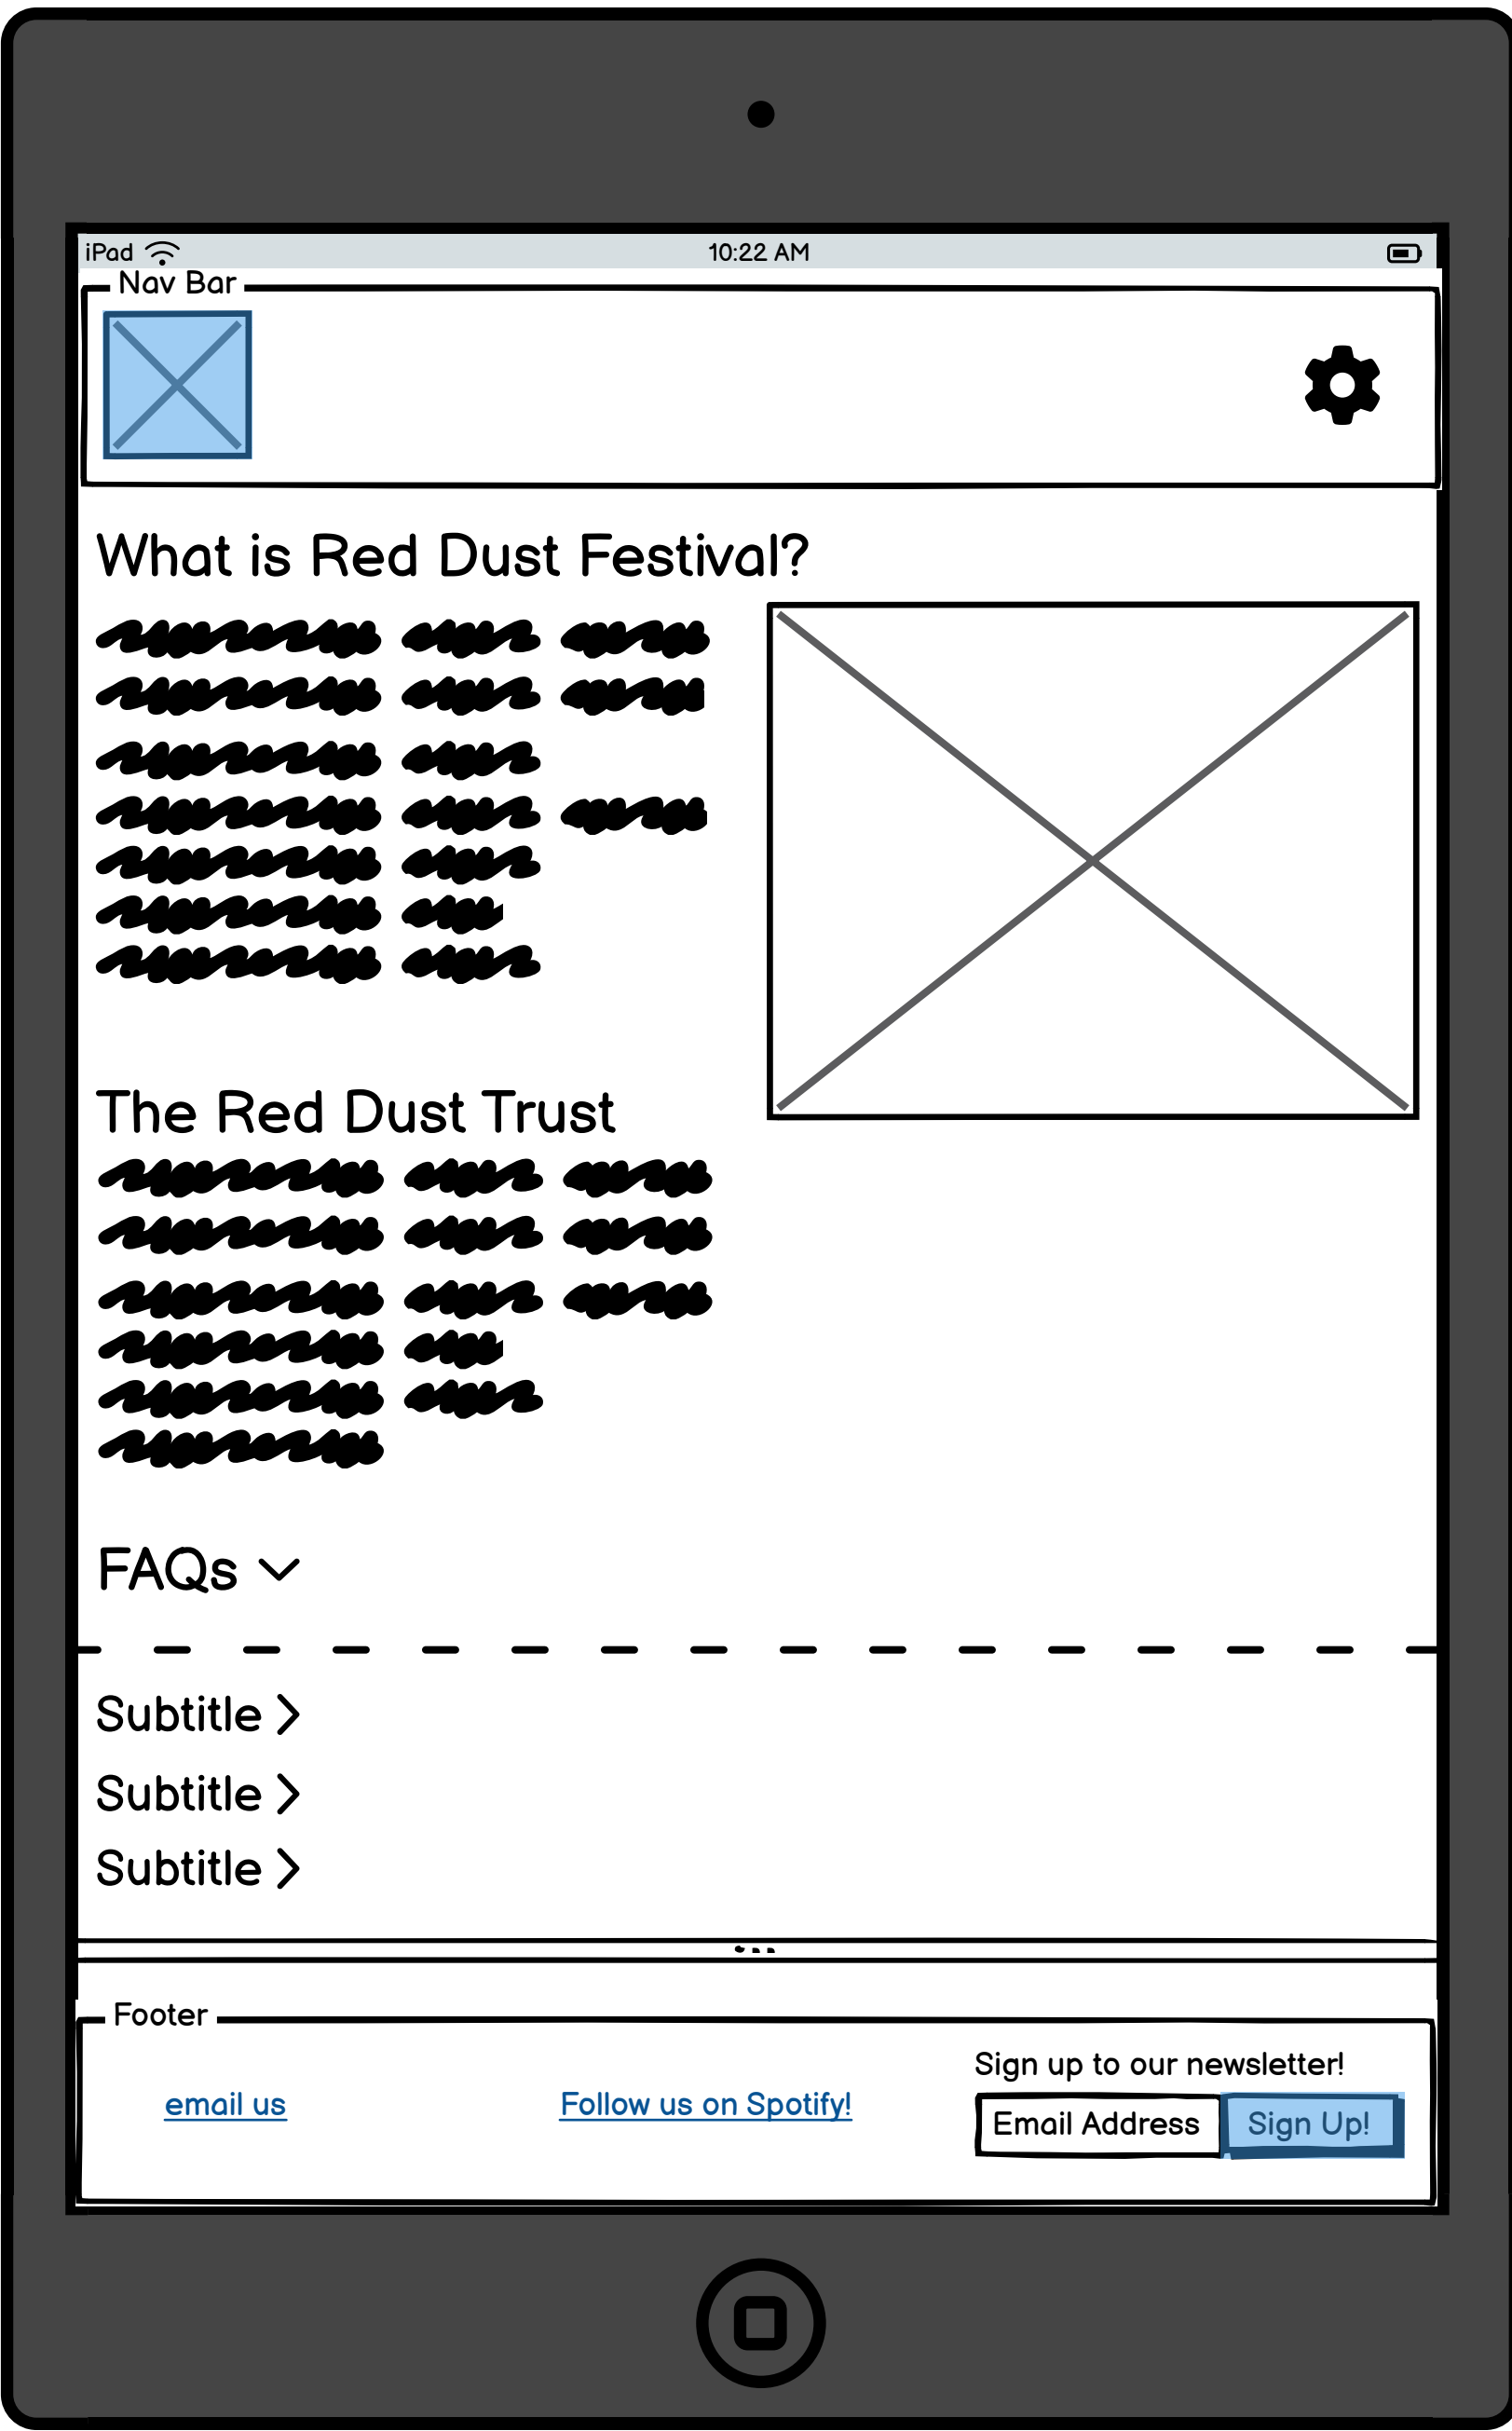 iPad
10:22 AM
Nav Bar
What is Red Dust Festival?
The Red Dust Trust
FAQs
Subtitle
Subtitle
Subtitle
Footer
Sign up to our newsletter!
email us
Follow us on Spotify!
Email Address
Sign Up!